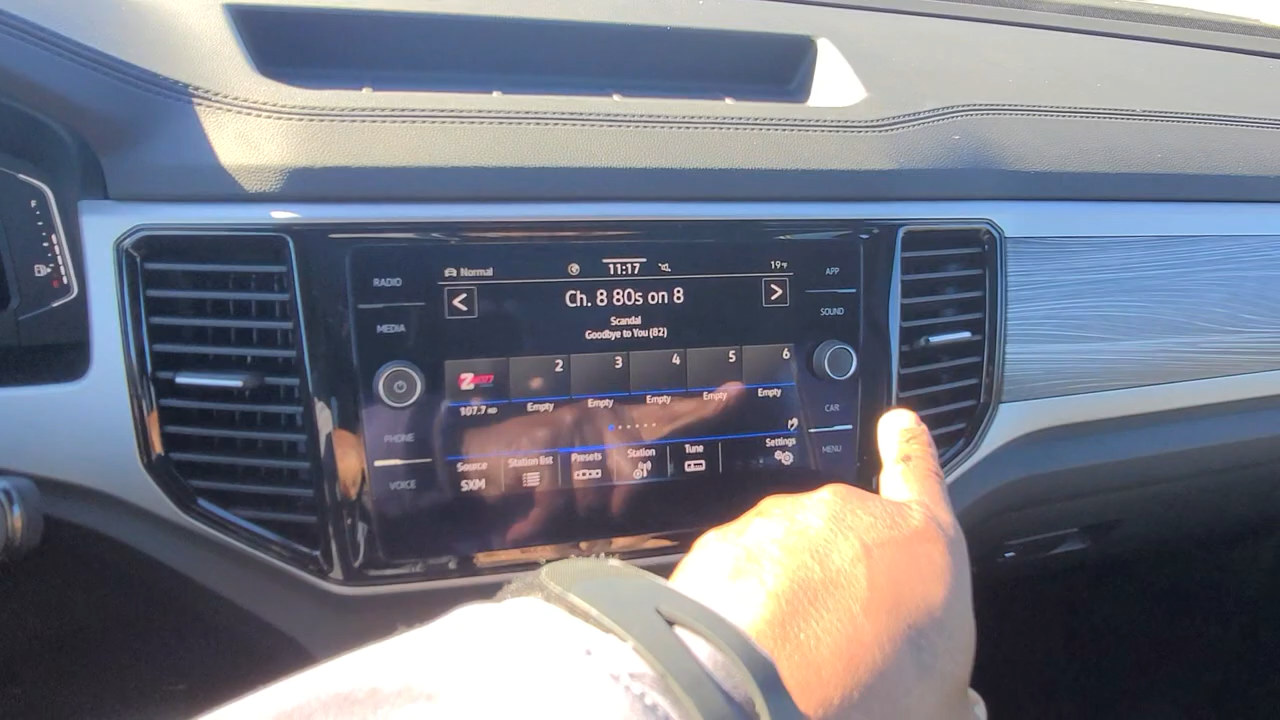 F
RADIO
MEDIA
PHONE
VOICE
Normal
11:17
19°F
Ch. 8 80s on 8
Scandal
Goodbye to You (82)
2
3
4
5
6
107.7 HD
Empty
Empty
Empty
Empty
Empty
Source
SXM
Station list
Presets
Station
Tune
Settings
APP
SOUND
CAR
MENU